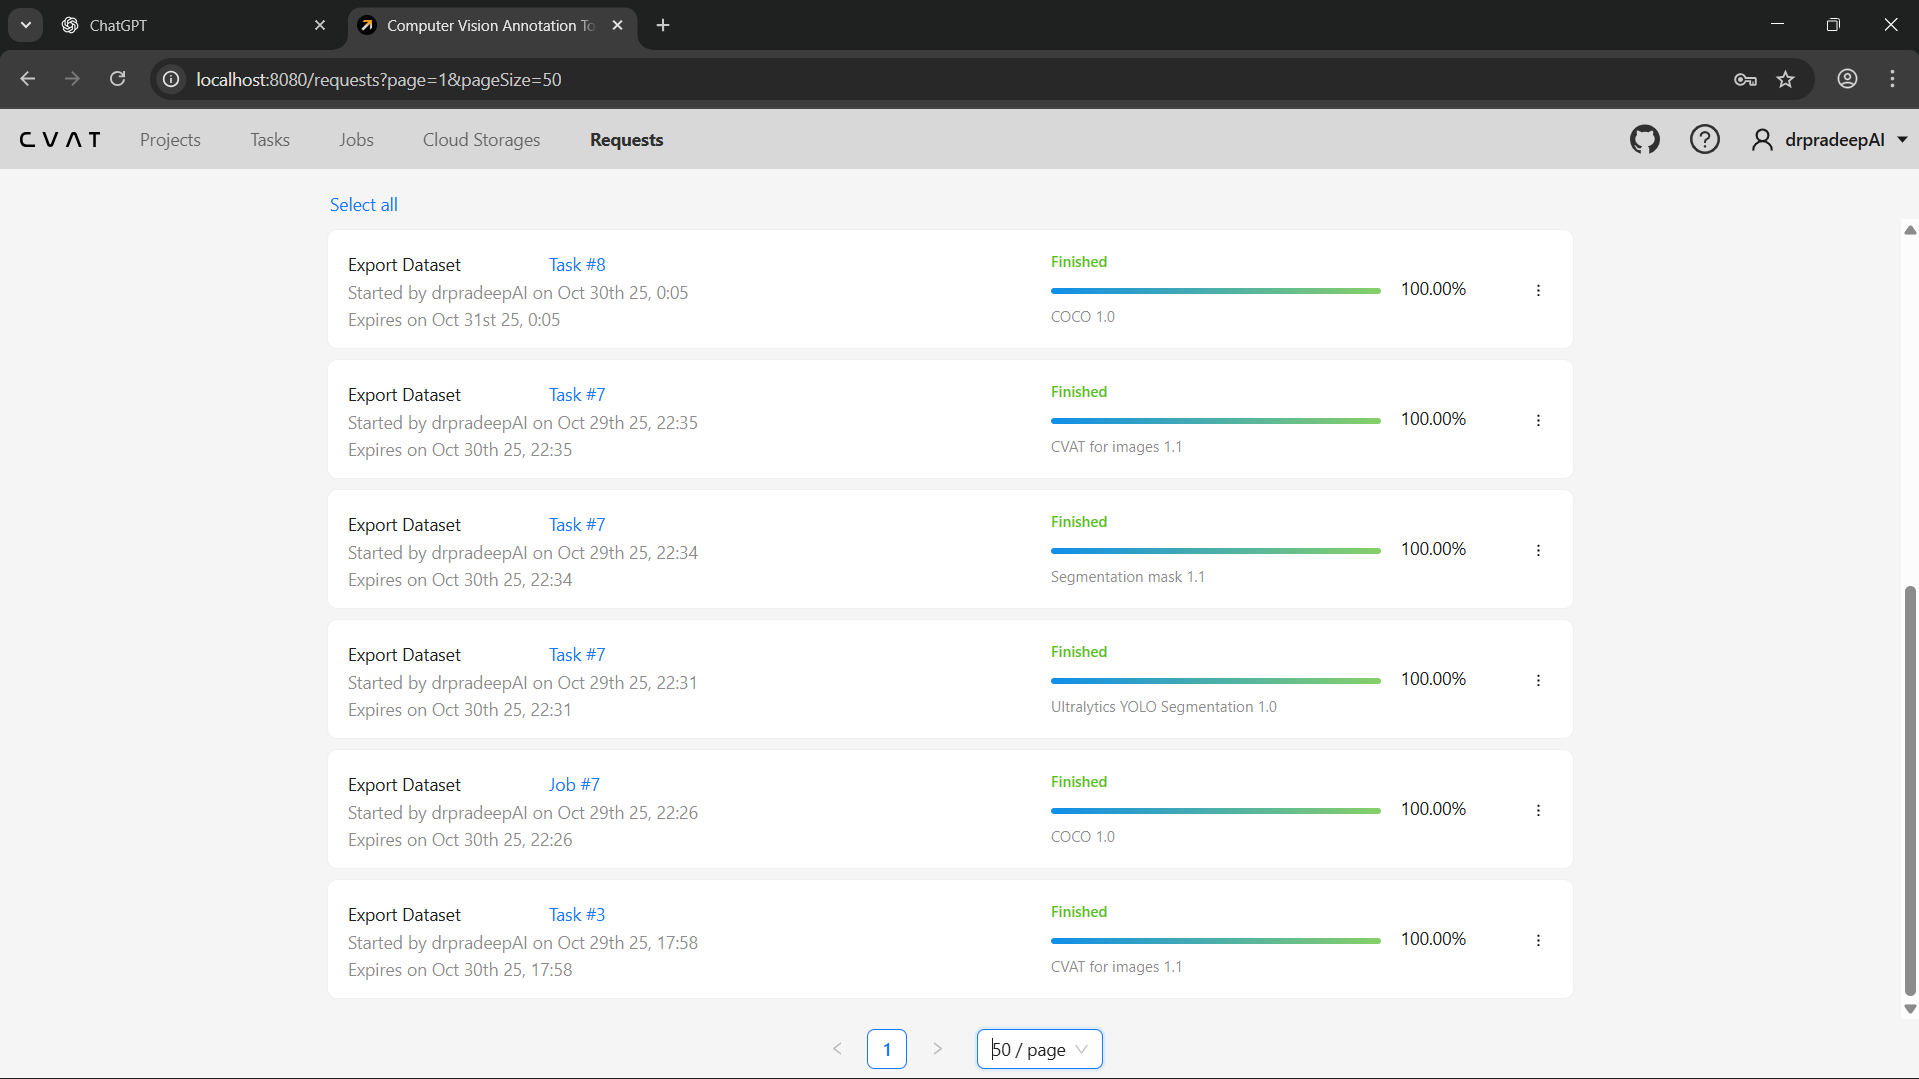 ChatGPT
Computer Vision Annotation To
localhost:8080/requests?page=1&pageSize=50
CVAT
Projects
Tasks
Jobs
Cloud Storages
Requests
drpradeepAI
Select all
Export Dataset Task #8
Started by drpradeepAI on Oct 30th 25, 0:05
Expires on Oct 31st 25, 0:05
Finished
100.00%
COCO 1.0
Export Dataset Task #7
Started by drpradeepAI on Oct 29th 25, 22:35
Expires on Oct 30th 25, 22:35
Finished
100.00%
CVAT for images 1.1
Export Dataset Task #7
Started by drpradeepAI on Oct 29th 25, 22:34
Expires on Oct 30th 25, 22:34
Finished
100.00%
Segmentation mask 1.1
Export Dataset Task #7
Started by drpradeepAI on Oct 29th 25, 22:31
Expires on Oct 30th 25, 22:31
Finished
100.00%
Ultralytics YOLO Segmentation 1.0
Export Dataset Job #7
Started by drpradeepAI on Oct 29th 25, 22:26
Expires on Oct 30th 25, 22:26
Finished
100.00%
COCO 1.0
Export Dataset Task #3
Started by drpradeepAI on Oct 29th 25, 17:58
Expires on Oct 30th 25, 17:58
Finished
100.00%
CVAT for images 1.1
1
50 / page